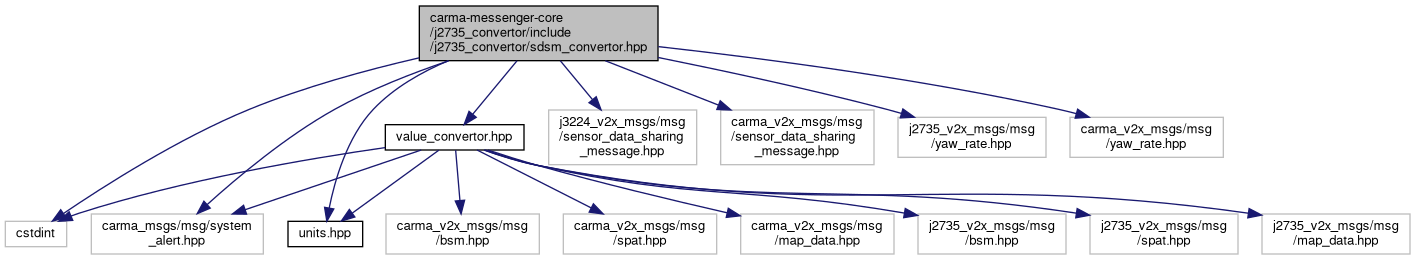 carma-messenger-core
/j2735_convertor/include
/j2735_convertor/sdsm_convertor.hpp
value_convertor.hpp
j3224_v2x_msgs/msg
/sensor_data_sharing
_message.hpp
carma_v2x_msgs/msg
/sensor_data_sharing
_message.hpp
j2735_v2x_msgs/msg
/yaw_rate.hpp
carma_v2x_msgs/msg
/yaw_rate.hpp
cstdint
carma_msgs/msg/system
_alert.hpp
units.hpp
carma_v2x_msgs/msg
/bsm.hpp
carma_v2x_msgs/msg
/spat.hpp
carma_v2x_msgs/msg
/map_data.hpp
j2735_v2x_msgs/msg
/bsm.hpp
j2735_v2x_msgs/msg
/spat.hpp
j2735_v2x_msgs/msg
/map_data.hpp